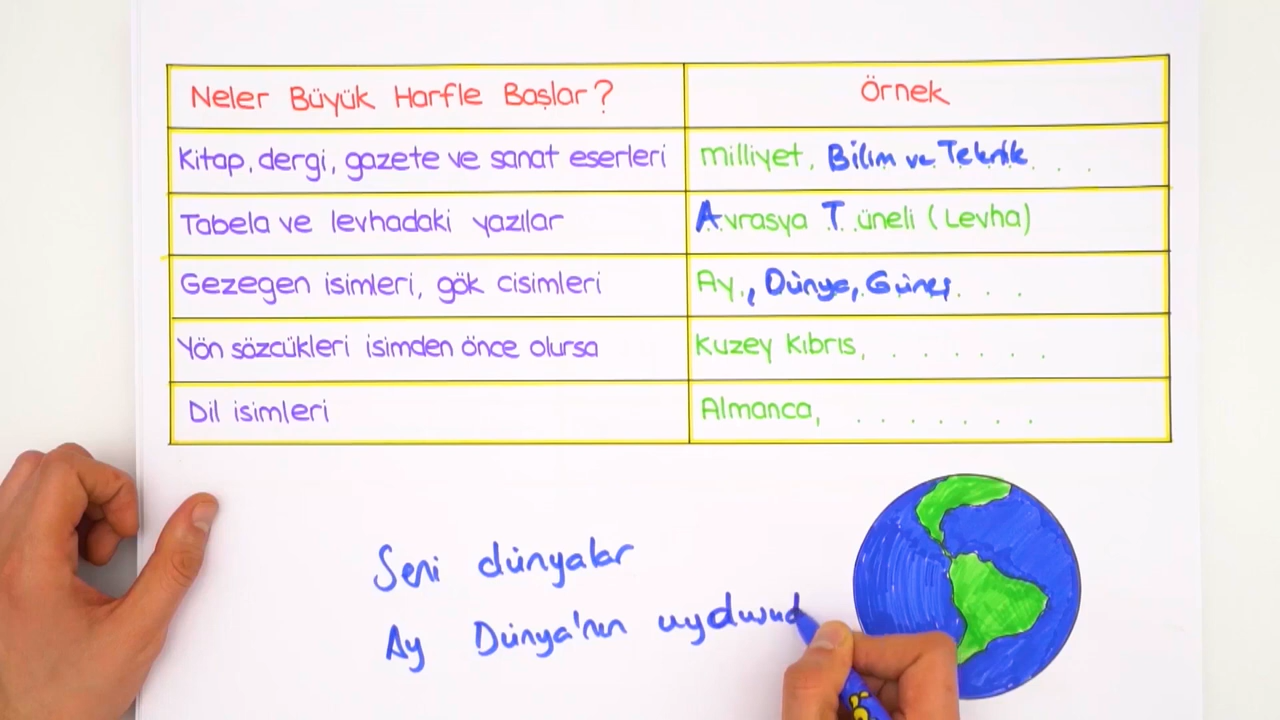 Neler Büyük Harfle Başlar? Örnek
Kitap, dergi, gazete ve sanat eserleri milliyet, Bilim ve Teknik . . .
Tabela ve levhadaki yazılar Avrasya T. .üneli (Levha)
Gezegen isimleri, gök cisimleri Ay., Dünya, Güneş . . .
Yön sözcükleri isimden önce olursa Kuzey Kıbrıs, . . . . . . .
Dil isimleri Almanca, . . . . . . .
Seni dünyalar
Ay Dünya'nın uydusud